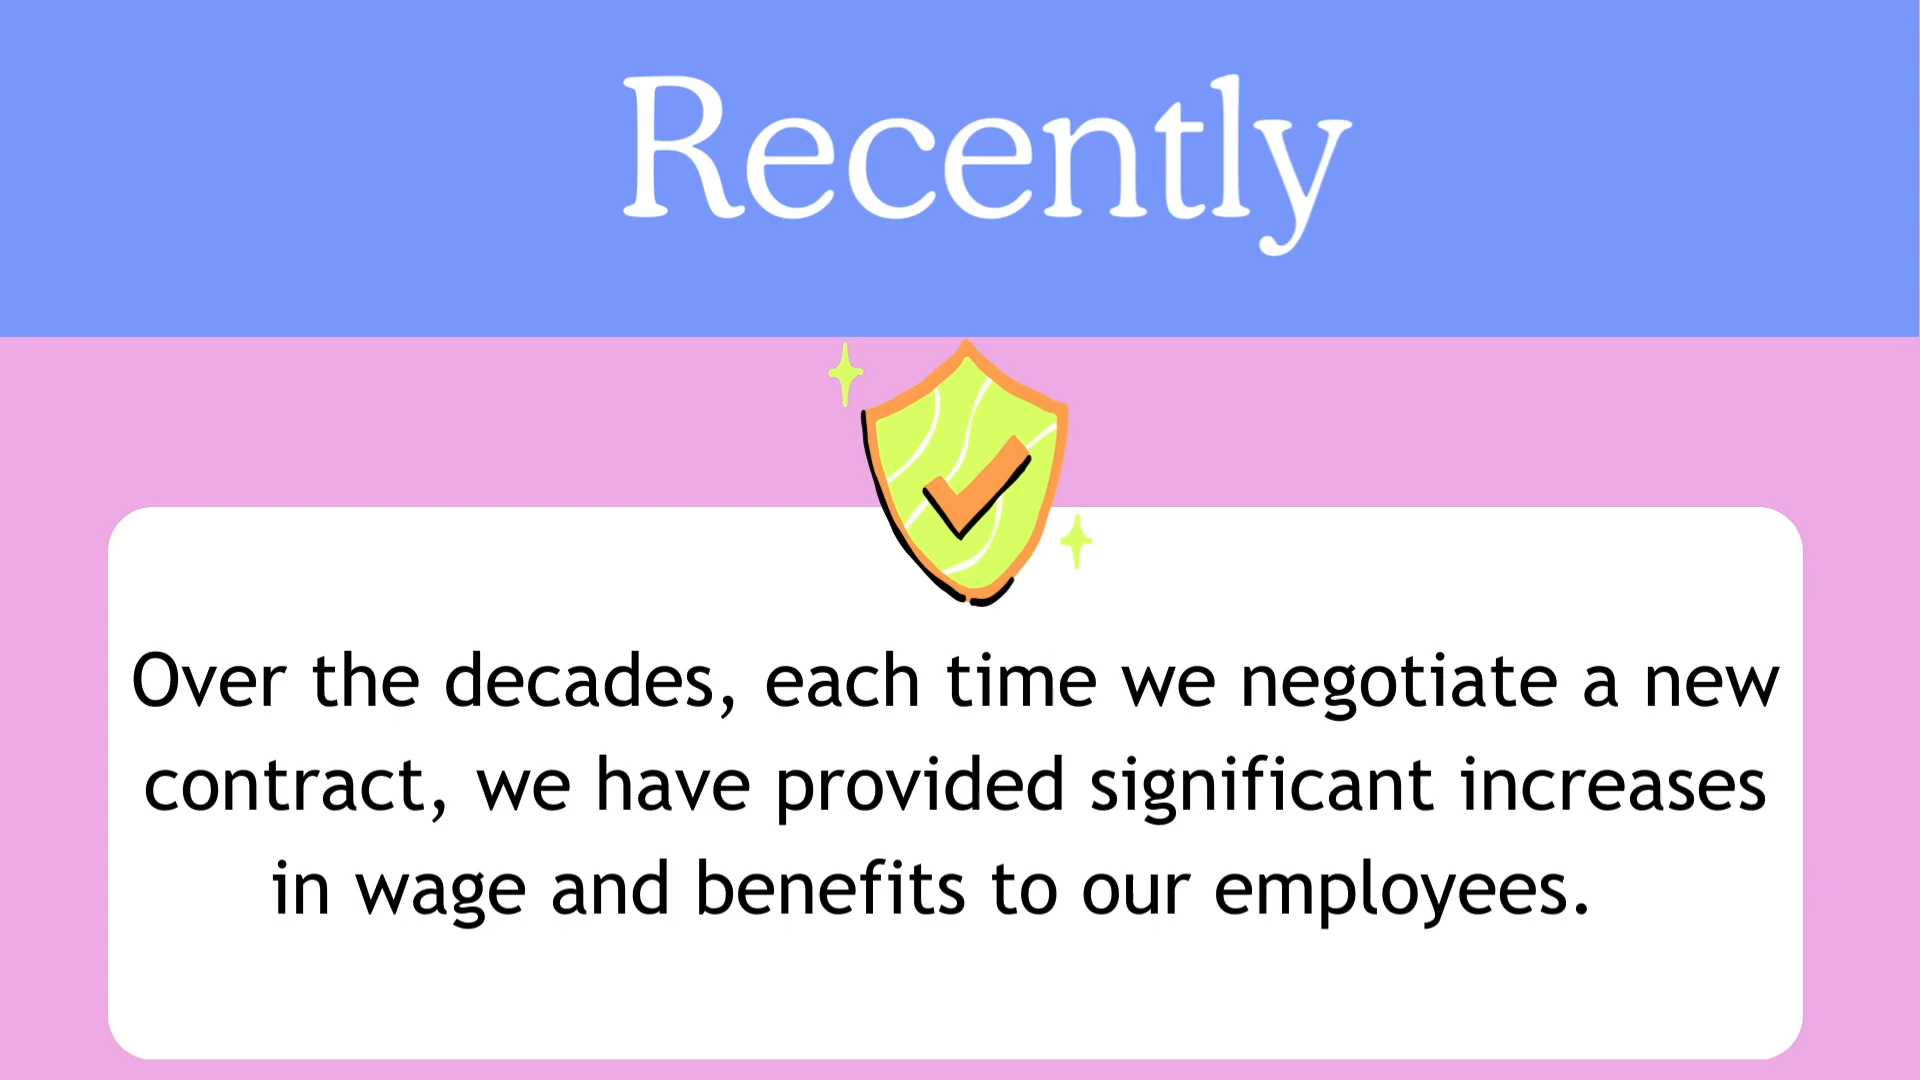 Recently
Over the decades, each time we negotiate a new
contract, we have provided significant increases
in wage and benefits to our employees.